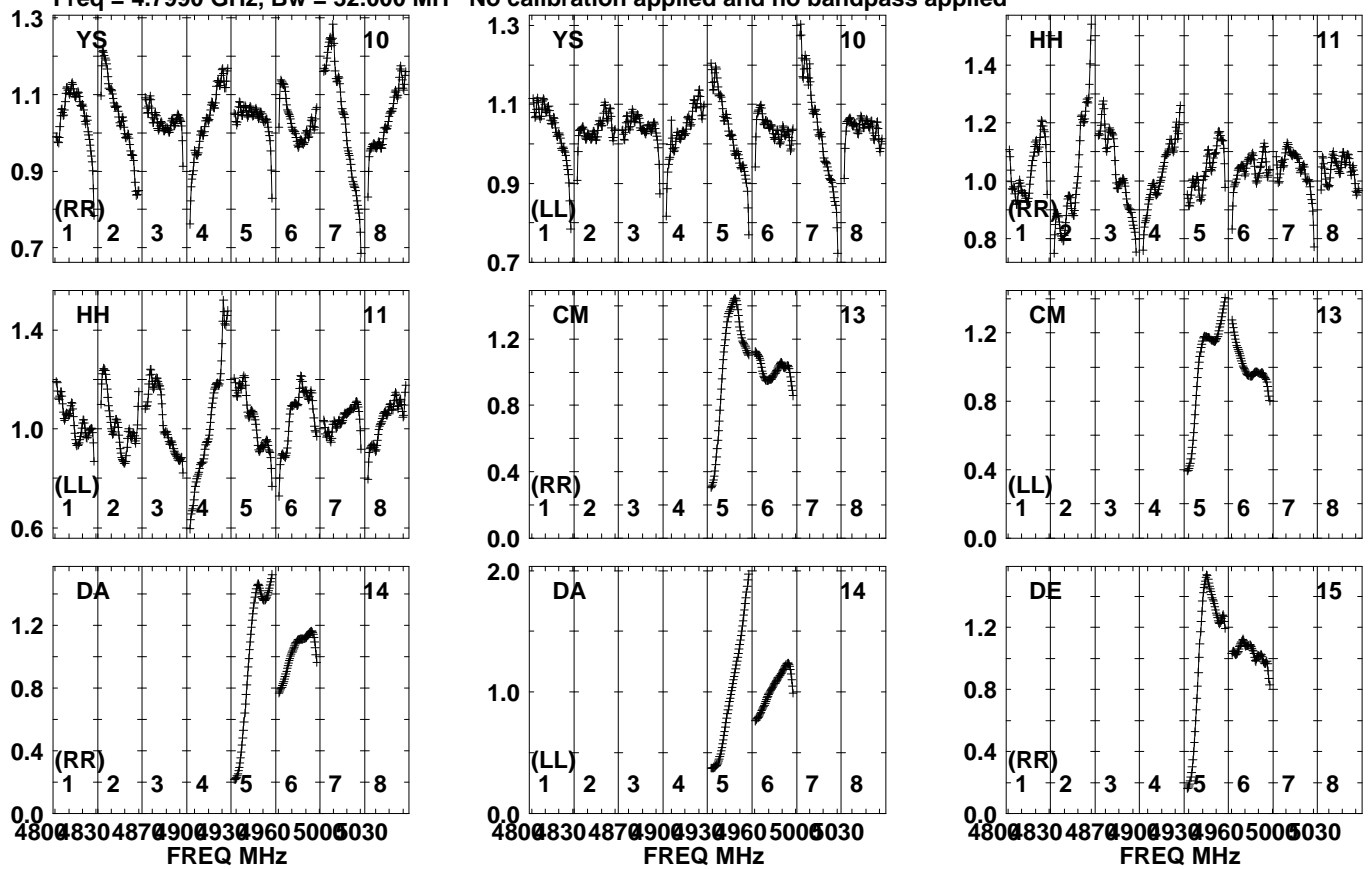 Freq = 4.7990 GHz, Bw = 32.000 MH No calibration applied and no bandpass applied
1.3 1.1 0.9 0.7 YS 10 (RR) 1 2 3 4 5 6 7 8
1.3 1.1 0.9 0.7 YS 10 (LL) 1 2 3 4 5 6 7 8
1.4 1.2 1.0 0.8 HH 11 (RR) 1 2 3 4 5 6 7 8
1.4 1.2 1.0 0.8 0.6 HH 11 (LL) 1 2 3 4 5 6 7 8
1.2 0.8 0.4 0.0 CM 13 (RR) 1 2 3 4 5 6 7 8
1.2 0.8 0.4 0.0 CM 13 (LL) 1 2 3 4 5 6 7 8
1.2 0.8 0.4 0.0 DA 14 (RR) 1 2 3 4 5 6 7 8
2.0 1.0 0.0 DA 14 (LL) 1 2 3 4 5 6 7 8
1.2 0.8 0.4 0.0 DE 15 (RR) 1 2 3 4 5 6 7 8
4800 4830 4870 4900 4930 4960 5000 5030
FREQ MHz
4800 4830 4870 4900 4930 4960 5000 5030
FREQ MHz
4800 4830 4870 4900 4930 4960 5000 5030
FREQ MHz